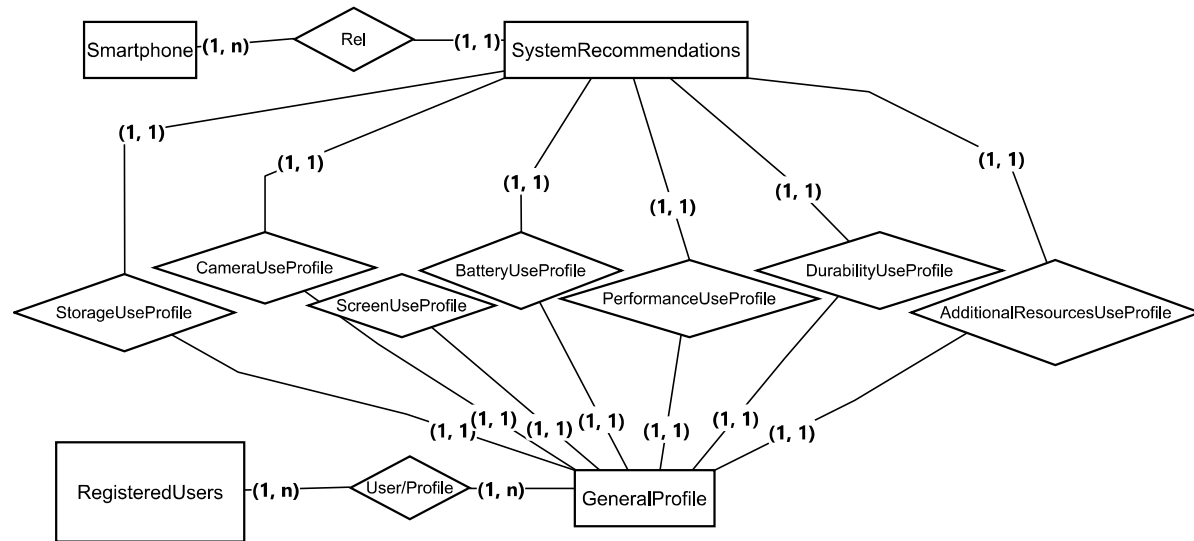 Smartphone
(1, n)
Rel
(1, 1)
SystemRecommendations
(1, 1)
(1, 1)
(1, 1)
(1, 1)
(1, 1)
(1, 1)
CameraUseProfile
BatteryUseProfile
DurabilityUseProfile
StorageUseProfile
ScreenUseProfile
PerformanceUseProfile
AdditionalResourcesUseProfile
(1, 1)
(1, 1)
(1, 1)
(1, 1)
(1, 1)
(1, 1)
(1, 1)
RegisteredUsers
(1, n)
User/Profile
(1, n)
GeneralProfile